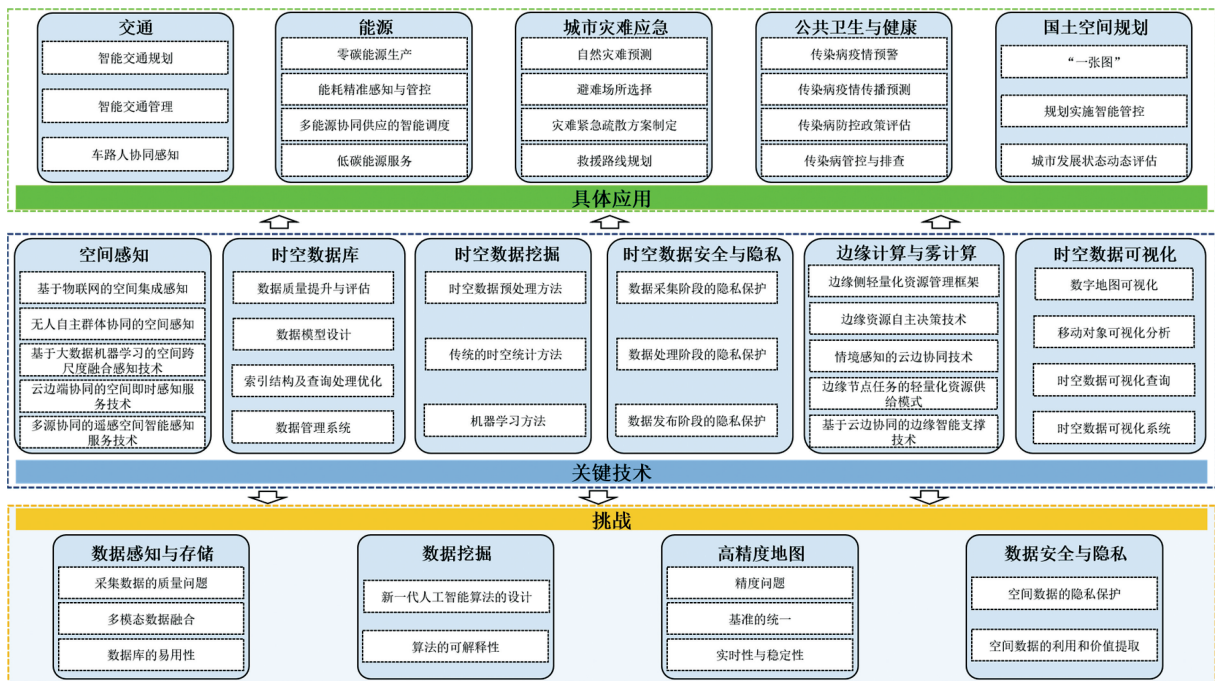 交通
智能交通规划
智能交通管理
车路人协同感知
能源
零碳能源生产
能耗精准感知与管控
多能源协同供应的智能调度
低碳能源服务
城市灾难应急
自然灾难预测
避难场所选择
灾难紧急疏散方案制定
救援路线规划
公共卫生与健康
传染病疫情预警
传染病疫情传播预测
传染病防控政策评估
传染病管控与排查
国土空间规划
“一张图”
规划实施智能管控
城市发展状态动态评估
具体应用
空间感知
基于物联网的空间集成感知
无人自主群体协同的空间感知
基于大数据机器学习的空间跨
尺度融合感知技术
云边端协同的空间即时感知服
务技术
多源协同的遥感空间智能感知
服务技术
时空数据库
数据质量提升与评估
数据模型设计
索引结构及查询处理优化
数据管理系统
时空数据挖掘
时空数据预处理方法
传统的时空统计方法
机器学习方法
时空数据安全与隐私
数据采集阶段的隐私保护
数据处理阶段的隐私保护
数据发布阶段的隐私保护
边缘计算与雾计算
边缘侧轻量化资源管理框架
边缘资源自主决策技术
情境感知的云边协同技术
边缘节点任务的轻量化资源供
给模式
基于云边协同的边缘智能支撑
技术
时空数据可视化
数字地图可视化
移动对象可视化分析
时空数据可视化查询
时空数据可视化系统
关键技术
挑战
数据感知与存储
采集数据的质量问题
多模态数据融合
数据库的易用性
数据挖掘
新一代人工智能算法的设计
算法的可解释性
高精度地图
精度问题
基准的统一
实时性与稳定性
数据安全与隐私
空间数据的隐私保护
空间数据的利用和价值提取